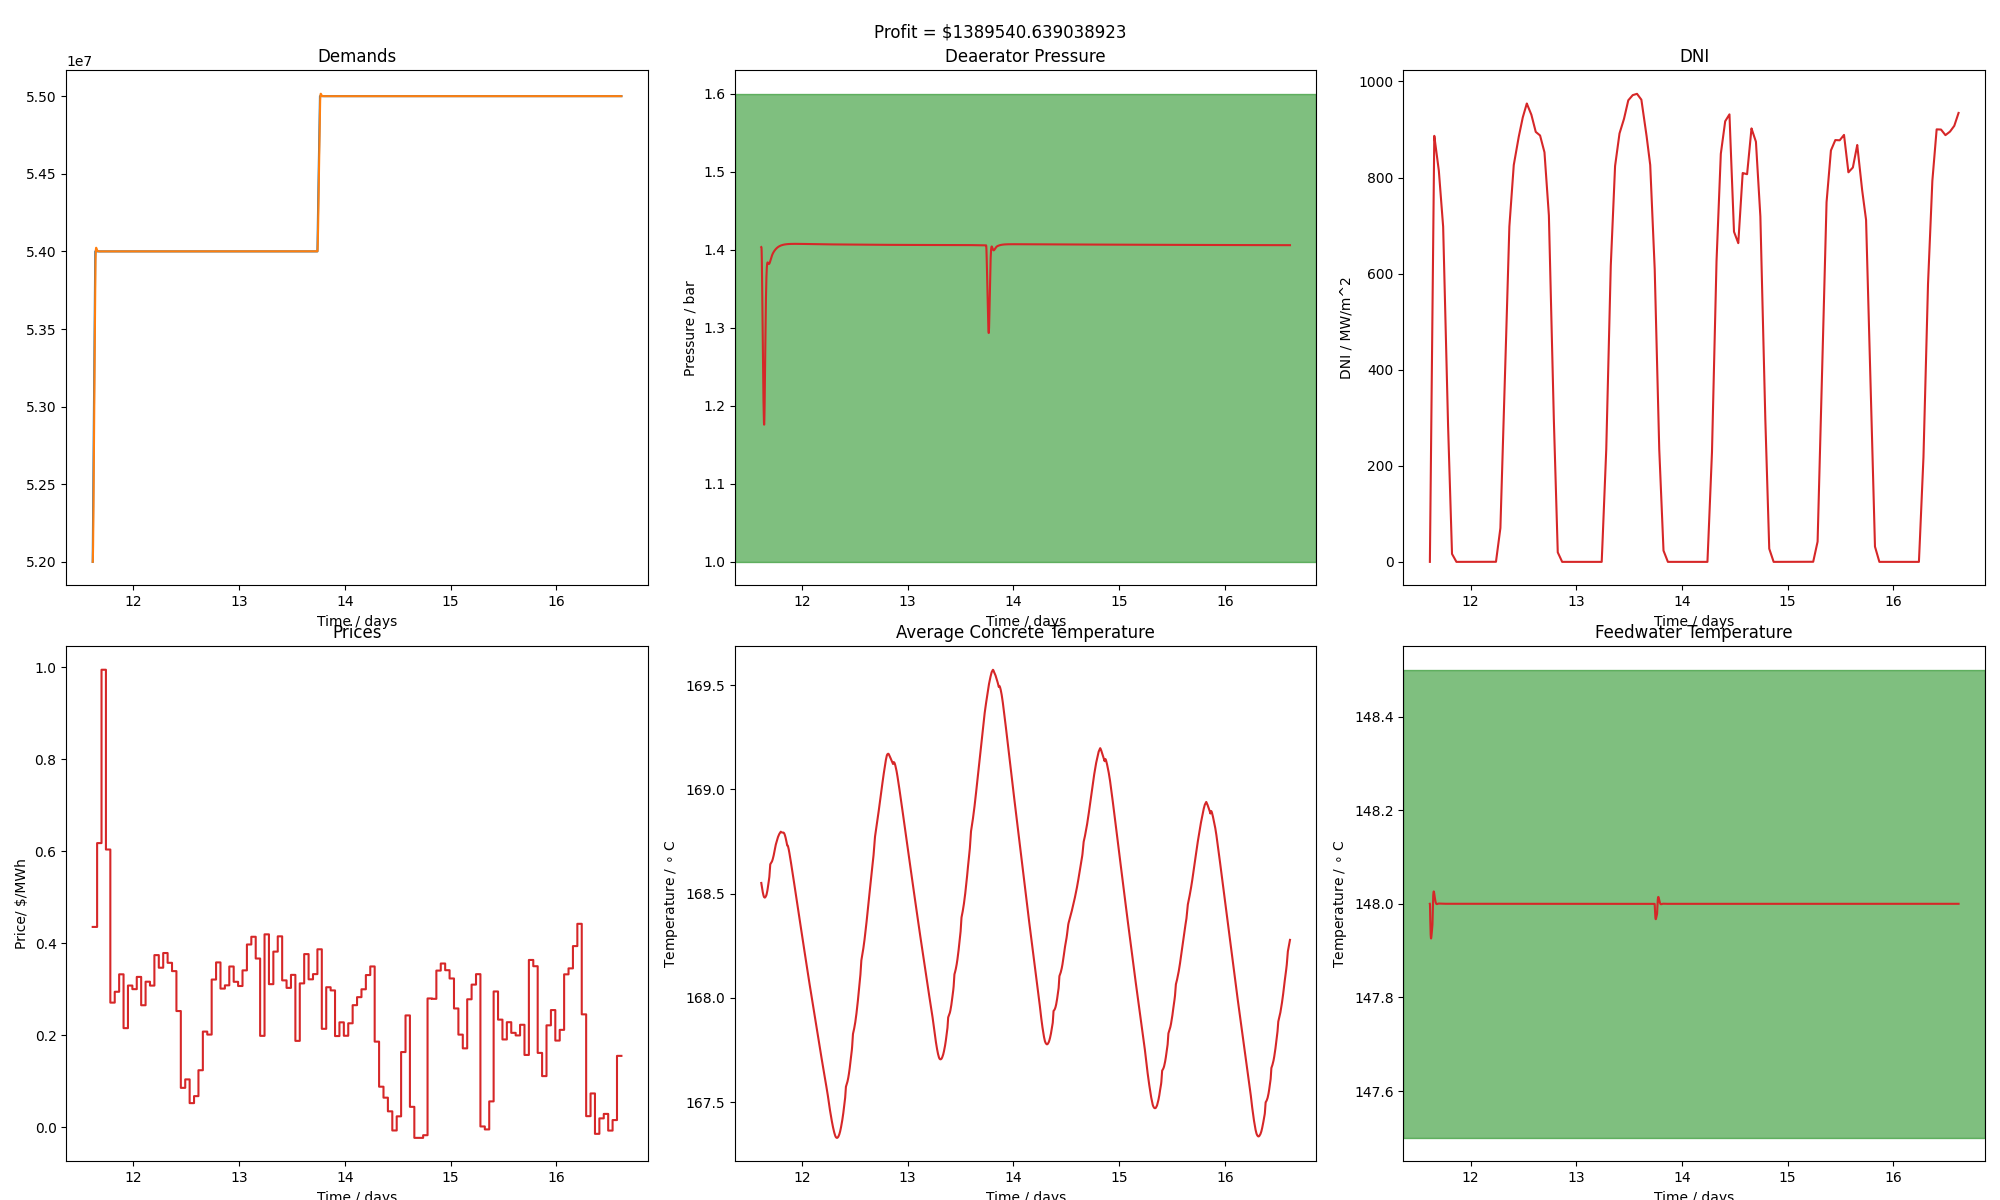 Profit = $1389540.639038923
Demands
1e7
5.50
5.45
5.40
5.35
5.30
5.25
5.20
12 13 14 15 16
Time / days
Deaerator Pressure
Pressure / bar
1.6
1.5
1.4
1.3
1.2
1.1
1.0
12 13 14 15 16
Time / days
DNI
DNI / MW/m^2
1000
800
600
400
200
0
12 13 14 15 16
Time / days
Prices
Price/ $/MWh
1.0
0.8
0.6
0.4
0.2
0.0
12 13 14 15 16
Time / days
Average Concrete Temperature
Temperature / ∘ C
169.5
169.0
168.5
168.0
167.5
12 13 14 15 16
Time / days
Feedwater Temperature
Temperature / ∘ C
148.4
148.2
148.0
147.8
147.6
12 13 14 15 16
Time / days